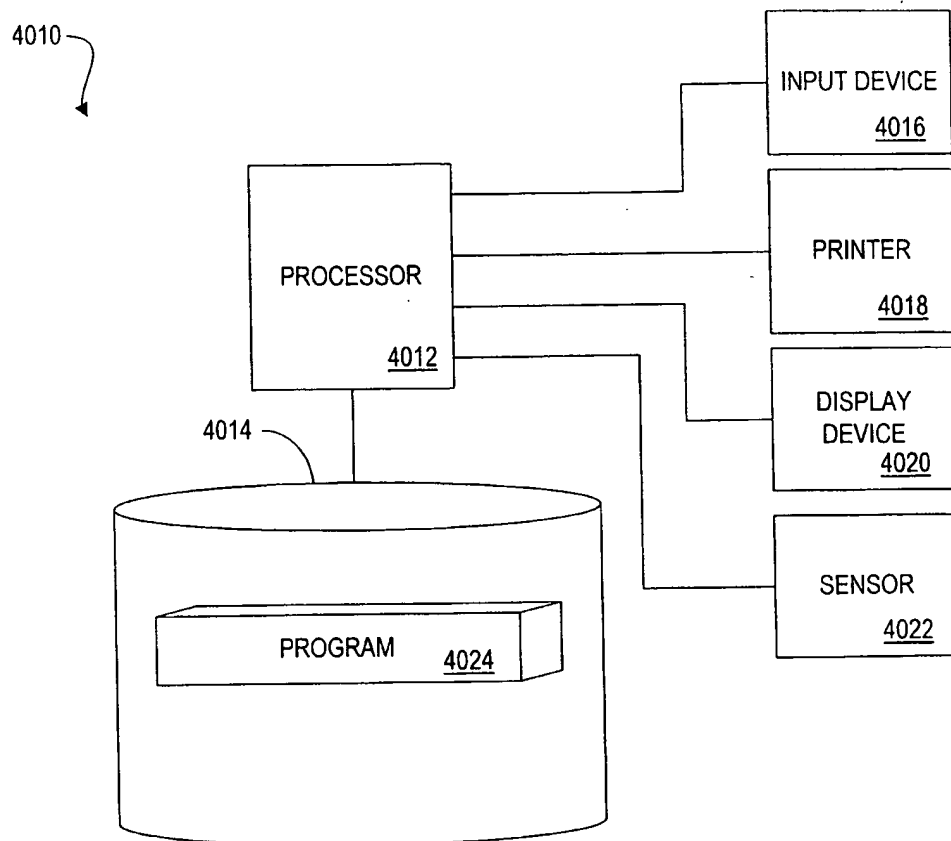 4010
INPUT DEVICE
4016
PROCESSOR
4012
PRINTER
4018
DISPLAY
DEVICE
4020
4014
SENSOR
4022
PROGRAM
4024